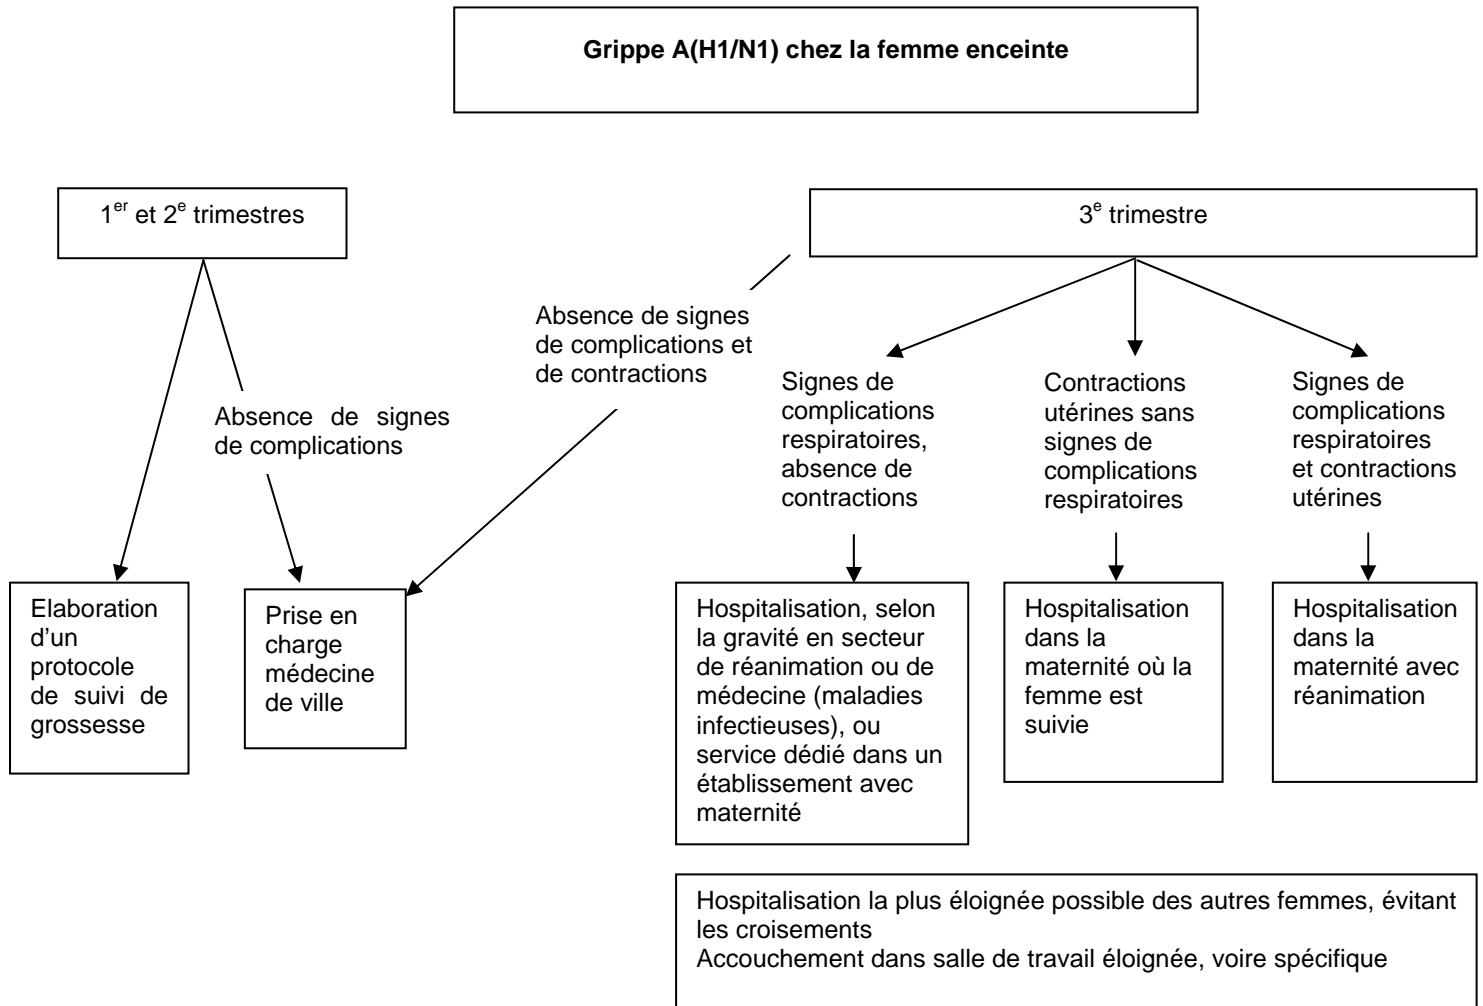 Grippe A(H1/N1) chez la femme enceinte
1er et 2e trimestres
3e trimestre
Absence de signes
de complications et
de contractions
Absence de signes
de complications
Signes de
complications
respiratoires,
absence de
contractions
Contractions
utérines sans
signes de
complications
respiratoires
Signes de
complications
respiratoires
et contractions
utérines
Elaboration
d’un
protocole
de suivi de
grossesse
Prise en
charge
médecine
de ville
Hospitalisation, selon
la gravité en secteur
de réanimation ou de
médecine (maladies
infectieuses), ou
service dédié dans un
établissement avec
maternité
Hospitalisation
dans la
maternité où la
femme est
suivie
Hospitalisation
dans la
maternité avec
réanimation
Hospitalisation la plus éloignée possible des autres femmes, évitant
les croisements
Accouchement dans salle de travail éloignée, voire spécifique